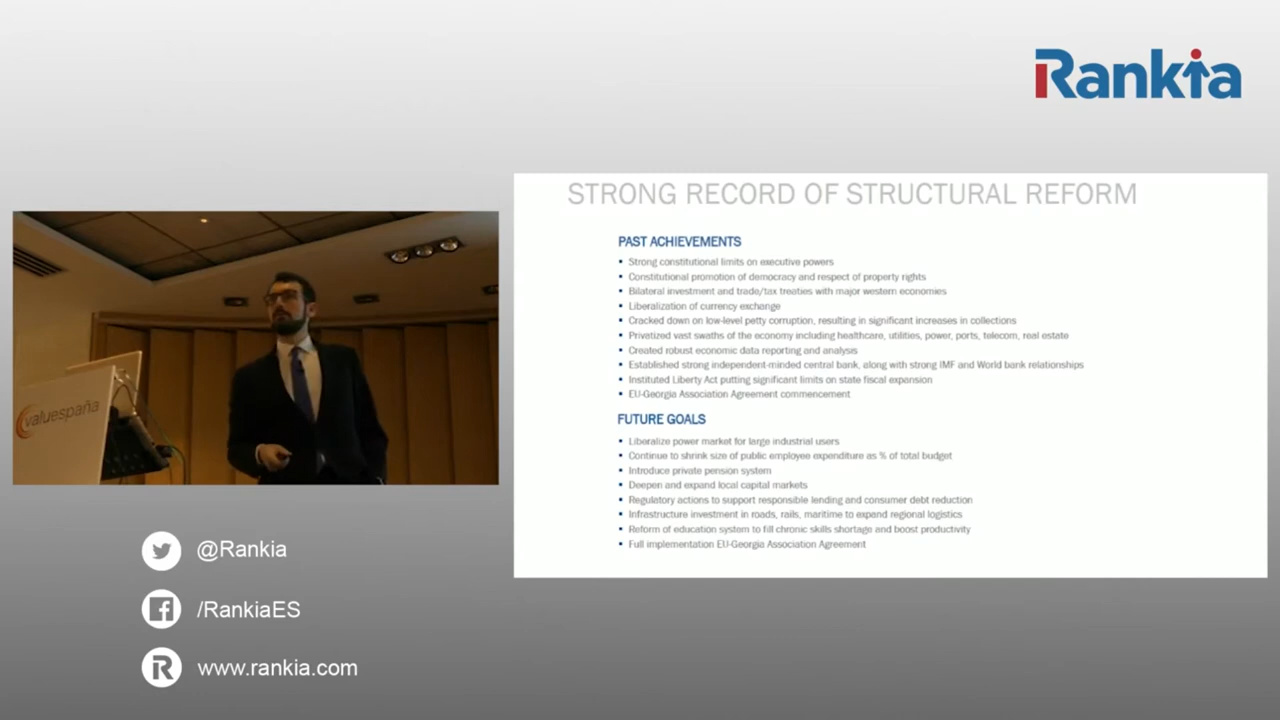 Rankia
STRONG RECORD OF STRUCTURAL REFORM
PAST ACHIEVEMENTS
• Strong constitutional limits on executive powers
• Constitutional promotion of democracy and respect of property rights
• Bilateral investment and trade/tax treaties with major western economies
• Liberalization of currency exchange
• Cracked down on low-level petty corruption, resulting in significant increases in collections
• Privatized vast swaths of the economy including healthcare, utilities, power, ports, telecom, real estate
• Created robust economic data reporting and analysis
• Established strong independent-minded central bank, along with strong IMF and World bank relationships
• Instituted Liberty Act putting significant limits on state fiscal expansion
• EU-Georgia Association Agreement commencement
FUTURE GOALS
• Liberalize power market for large industrial users
• Continue to shrink size of public employee expenditure as % of total budget
• Introduce private pension system
• Deepen and expand local capital markets
• Regulatory actions to support responsible lending and consumer debt reduction
• Infrastructure investment in roads, rails, maritime to expand regional logistics
• Reform of education system to fill chronic skills shortage and boost productivity
• Full implementation EU-Georgia Association Agreement
valuespaña
@Rankia
/RankiaES
www.rankia.com